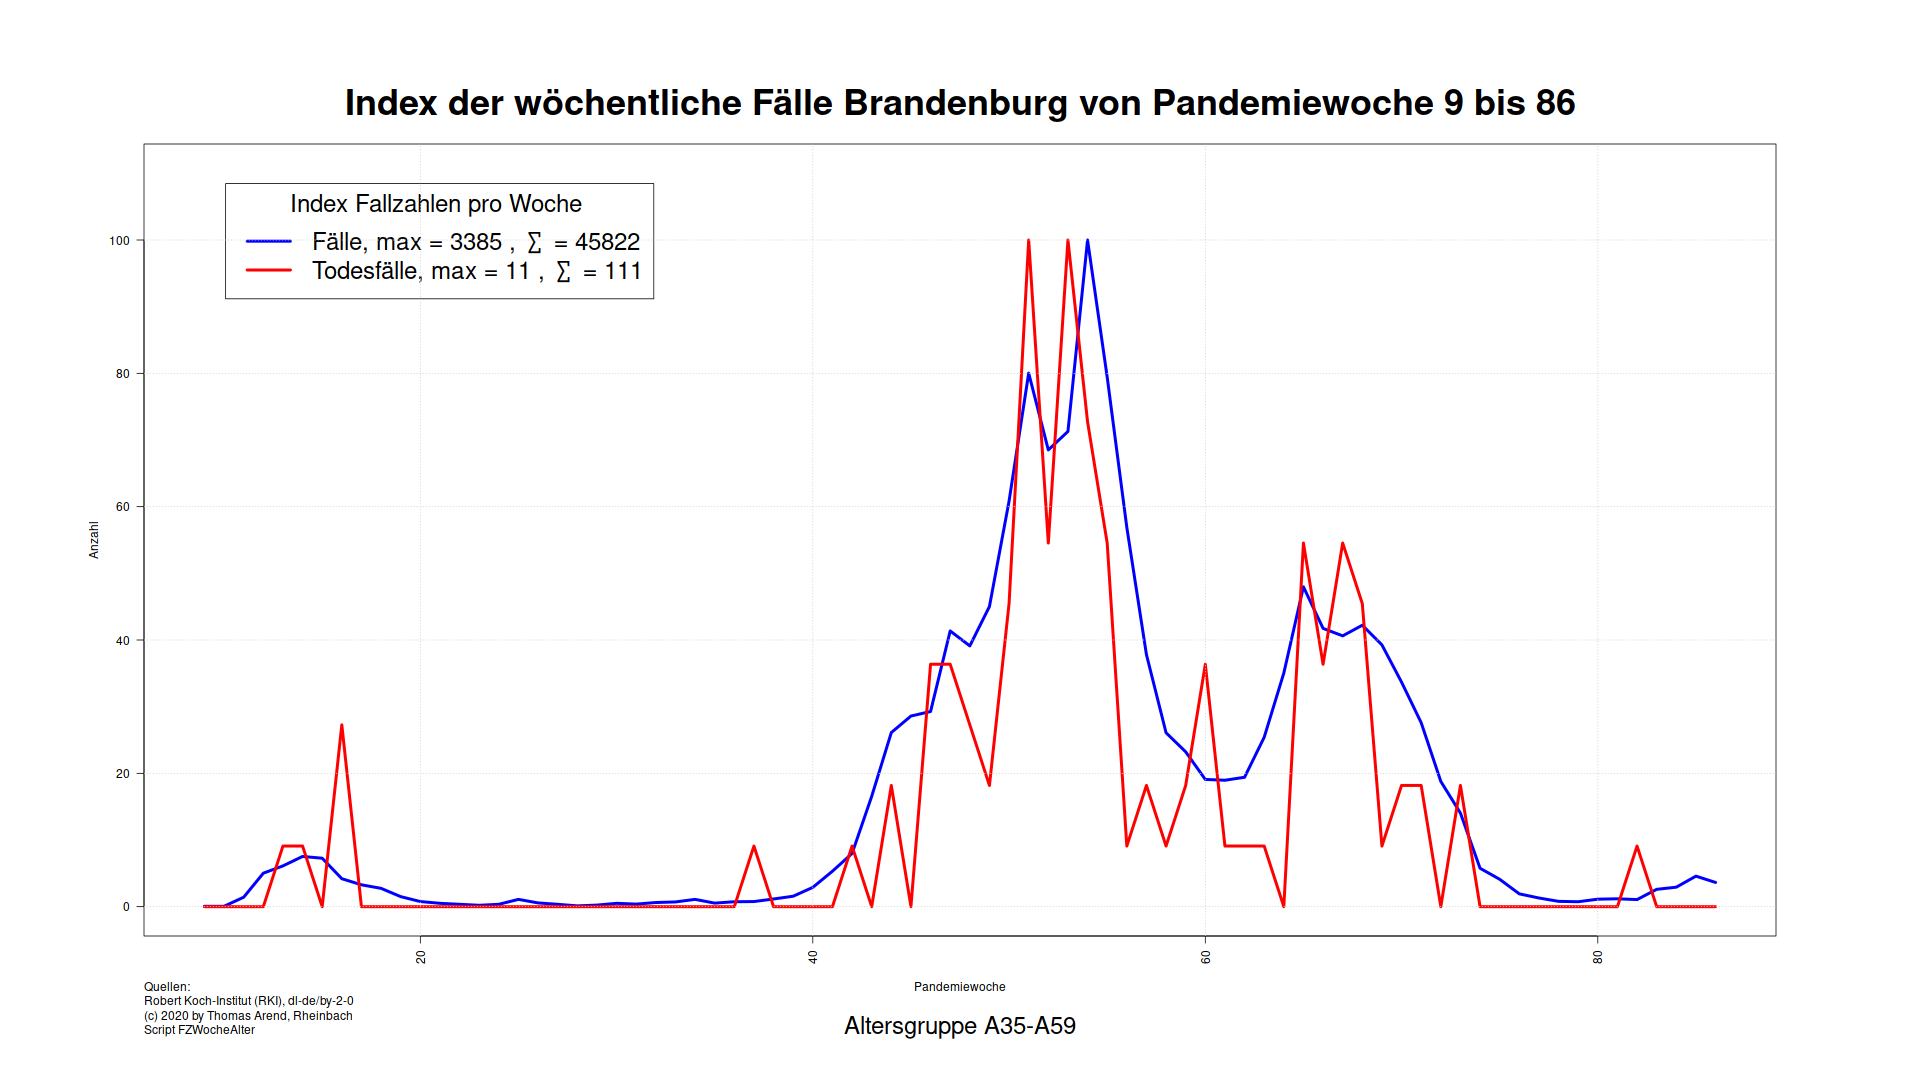 Index der wöchentliche Fälle Brandenburg von Pandemiewoche 9 bis 86
Index Fallzahlen pro Woche
Fälle, max = 3385 , ∑ = 45822
Todesfälle, max = 11 , ∑ = 111
100
80
60
40
20
0
Anzahl
20
40
60
80
Pandemiewoche
Quellen:
Robert Koch-Institut (RKI), dl-de/by-2-0
(c) 2020 by Thomas Arend, Rheinbach
Script FZWocheAlter
Altersgruppe A35-A59